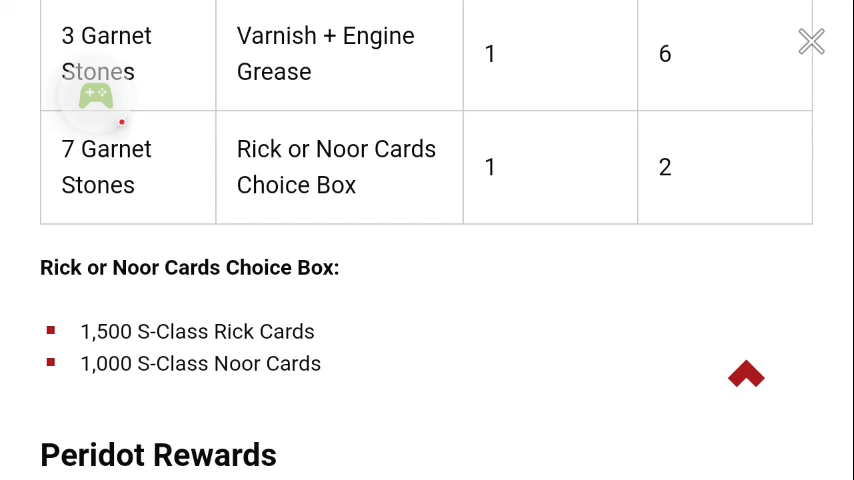 3 Garnet
Stones
Varnish + Engine
Grease
1
6
7 Garnet
Stones
Rick or Noor Cards
Choice Box
1
2
Rick or Noor Cards Choice Box:
1,500 S-Class Rick Cards
1,000 S-Class Noor Cards
Peridot Rewards